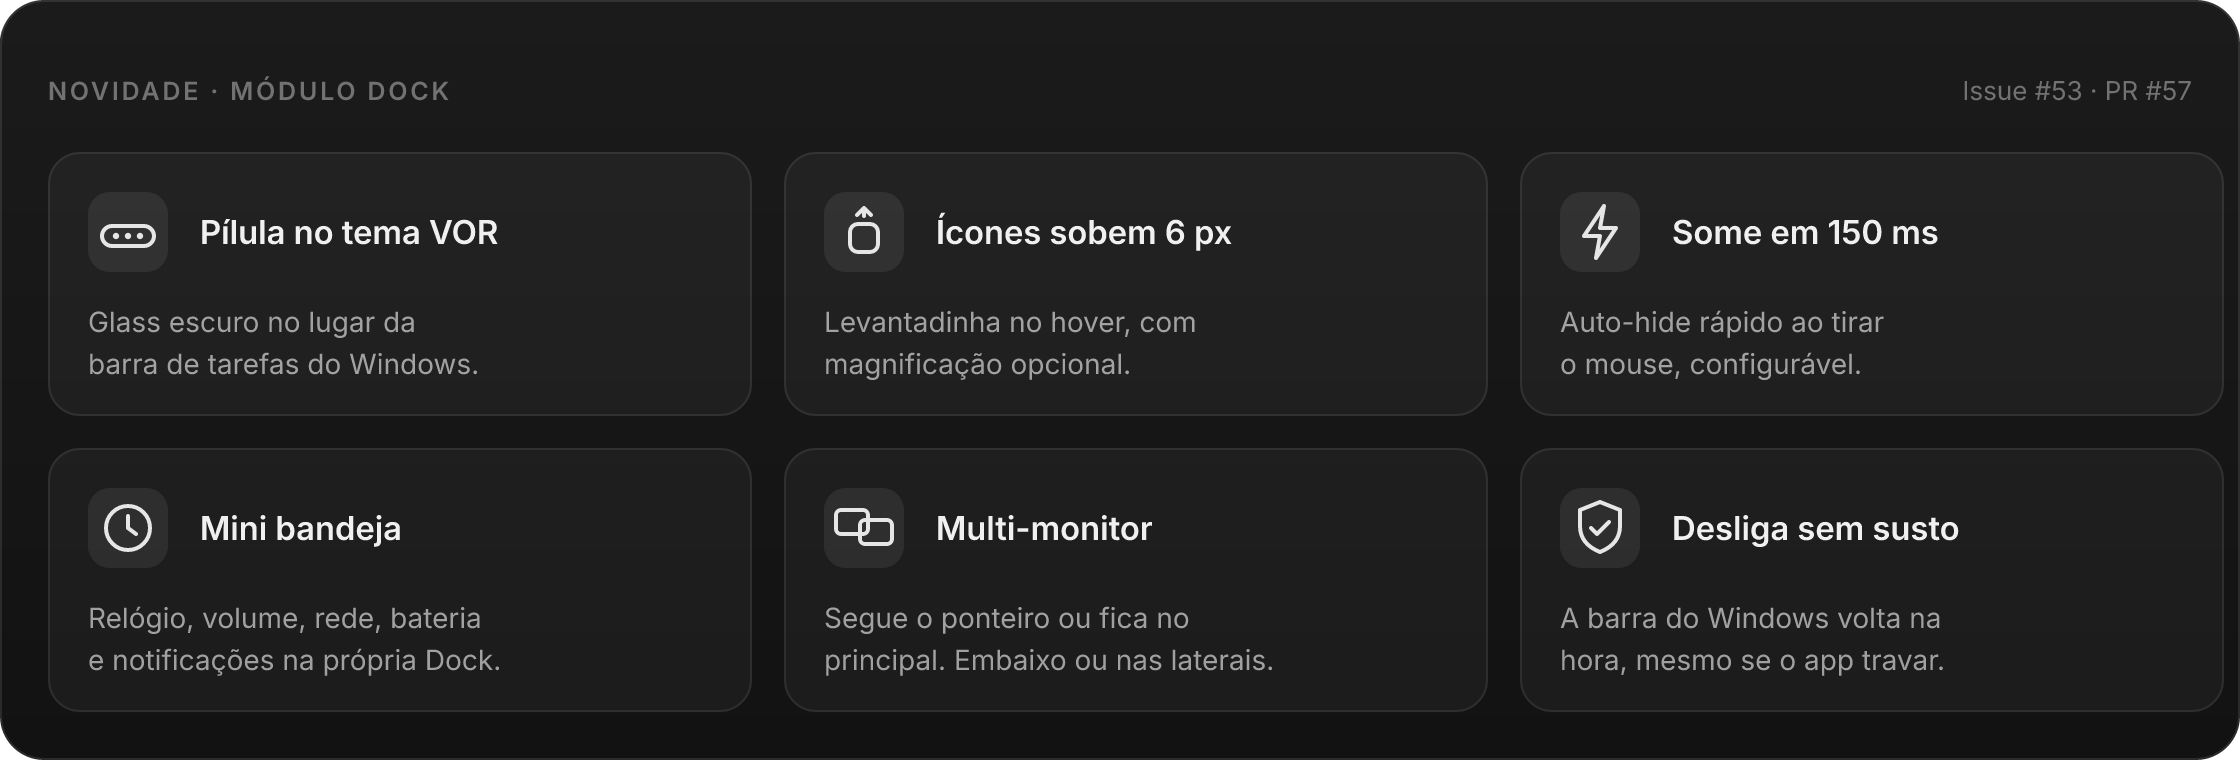 NOVIDADE · MÓDULO DOCK
Issue #53 · PR #57
Pílula no tema VOR
Glass escuro no lugar da
barra de tarefas do Windows.
Ícones sobem 6 px
Levantadinha no hover, com
magnificação opcional.
Some em 150 ms
Auto-hide rápido ao tirar
o mouse, configurável.
Mini bandeja
Relógio, volume, rede, bateria
e notificações na própria Dock.
Multi-monitor
Segue o ponteiro ou fica no
principal. Embaixo ou nas laterais.
Desliga sem susto
A barra do Windows volta na
hora, mesmo se o app travar.